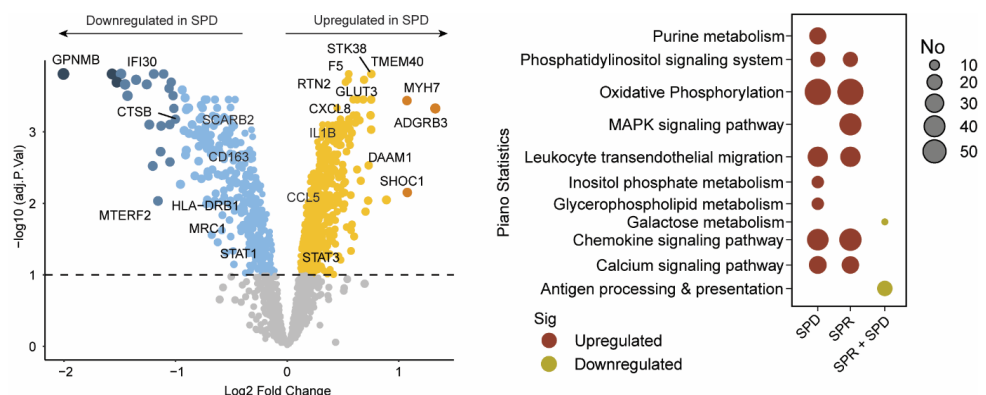 Downregulated in SPD
Upregulated in SPD
GPNMB
IFI30
CTSB
SCARB2
CD163
HLA-DRB1
MTERF2
MRC1
STAT1
STK38
F5
TMEM40
RTN2
GLUT3
MYH7
CXCL8
ADGRB3
IL1B
DAAM1
SHOC1
CCL5
STAT3
−log10 (adj.P.Val)
3
2
1
0
−2
−1
0
1
Log2 Fold Change
Piano Statistics
Purine metabolism
Phosphatidylinositol signaling system
Oxidative Phosphorylation
MAPK signaling pathway
Leukocyte transendothelial migration
Inositol phosphate metabolism
Glycerophospholipid metabolism
Galactose metabolism
Chemokine signaling pathway
Calcium signaling pathway
Antigen processing & presentation
SPD
SPR
SPR + SPD
No
10
20
30
40
50
Sig
Upregulated
Downregulated